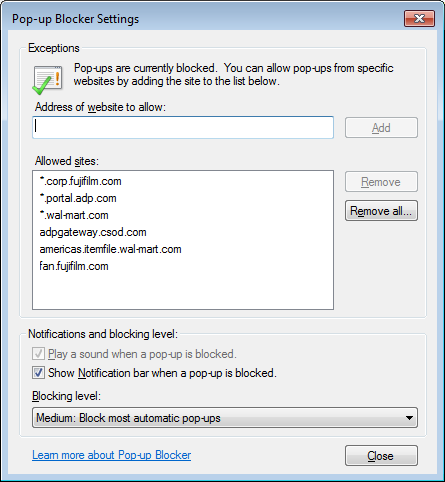 Pop-up Blocker Settings
Exceptions
Pop-ups are currently blocked. You can allow pop-ups from specific
websites by adding the site to the list below.
Address of website to allow:
Add
Allowed sites:
*.corp.fujifilm.com
Remove
*.portal.adp.com
*.wal-mart.com
Remove all...
adpgateway.csod.com
americas.itemfile.wal-mart.com
fan.fujifilm.com
Notifications and blocking level:
Play a sound when a pop-up is blocked.
Show Notification bar when a pop-up is blocked.
Blocking level:
Medium: Block most automatic pop-ups
Learn more about Pop-up Blocker
Close